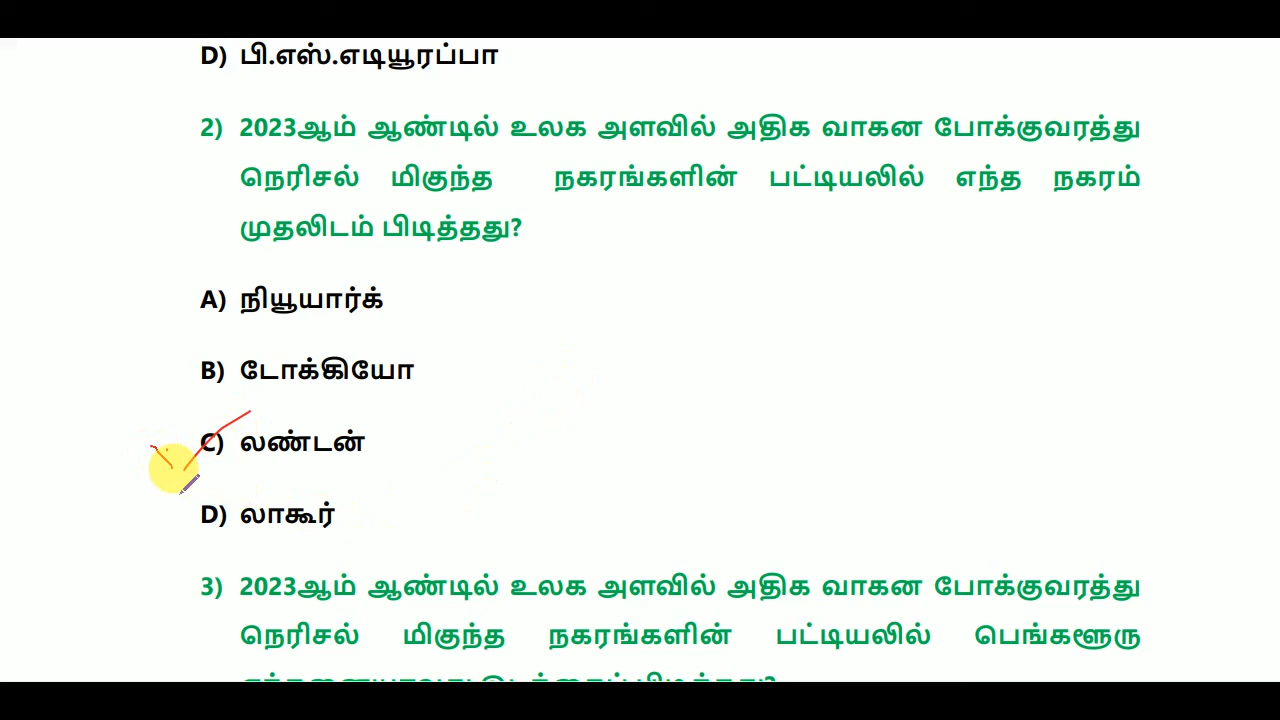 D) பி.எஸ்.எடியூரப்பா
2) 2023ஆம் ஆண்டில் உலக அளவில் அதிக வாகன போக்குவரத்து
நெரிசல் மிகுந்த நகரங்களின் பட்டியலில் எந்த நகரம்
முதலிடம் பிடித்தது?
A) நியூயார்க்
B) டோக்கியோ
C) லண்டன்
D) லாகூர்
3) 2023ஆம் ஆண்டில் உலக அளவில் அதிக வாகன போக்குவரத்து
நெரிசல் மிகுந்த நகரங்களின் பட்டியலில் பெங்களூரு